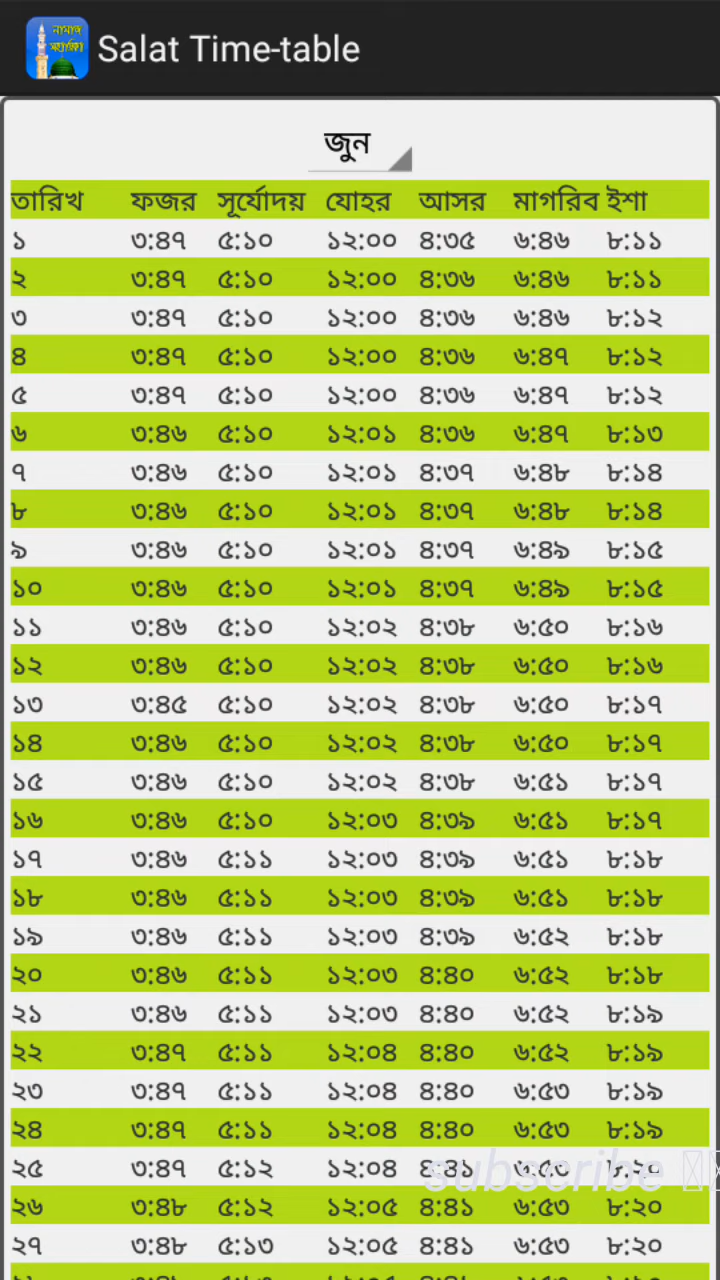 নামাজ
সহায়িকা
Salat Time-table
জুন
তারিখ ফজর সূর্যোদয় যোহর আসর মাগরিব ইশা
১ ৩:৪৭ ৫:১০ ১২:০০ ৪:৩৫ ৬:৪৬ ৮:১১
২ ৩:৪৭ ৫:১০ ১২:০০ ৪:৩৬ ৬:৪৬ ৮:১১
৩ ৩:৪৭ ৫:১০ ১২:০০ ৪:৩৬ ৬:৪৬ ৮:১২
৪ ৩:৪৭ ৫:১০ ১২:০০ ৪:৩৬ ৬:৪৭ ৮:১২
৫ ৩:৪৭ ৫:১০ ১২:০০ ৪:৩৬ ৬:৪৭ ৮:১২
৬ ৩:৪৬ ৫:১০ ১২:০১ ৪:৩৬ ৬:৪৭ ৮:১৩
৭ ৩:৪৬ ৫:১০ ১২:০১ ৪:৩৭ ৬:৪৮ ৮:১৪
৮ ৩:৪৬ ৫:১০ ১২:০১ ৪:৩৭ ৬:৪৮ ৮:১৪
৯ ৩:৪৬ ৫:১০ ১২:০১ ৪:৩৭ ৬:৪৯ ৮:১৫
১০ ৩:৪৬ ৫:১০ ১২:০১ ৪:৩৭ ৬:৪৯ ৮:১৫
১১ ৩:৪৬ ৫:১০ ১২:০২ ৪:৩৮ ৬:৫০ ৮:১৬
১২ ৩:৪৬ ৫:১০ ১২:০২ ৪:৩৮ ৬:৫০ ৮:১৬
১৩ ৩:৪৫ ৫:১০ ১২:০২ ৪:৩৮ ৬:৫০ ৮:১৭
১৪ ৩:৪৬ ৫:১০ ১২:০২ ৪:৩৮ ৬:৫০ ৮:১৭
১৫ ৩:৪৬ ৫:১০ ১২:০২ ৪:৩৮ ৬:৫১ ৮:১৭
১৬ ৩:৪৬ ৫:১০ ১২:০৩ ৪:৩৯ ৬:৫১ ৮:১৭
১৭ ৩:৪৬ ৫:১১ ১২:০৩ ৪:৩৯ ৬:৫১ ৮:১৮
১৮ ৩:৪৬ ৫:১১ ১২:০৩ ৪:৩৯ ৬:৫১ ৮:১৮
১৯ ৩:৪৬ ৫:১১ ১২:০৩ ৪:৩৯ ৬:৫২ ৮:১৮
২০ ৩:৪৬ ৫:১১ ১২:০৩ ৪:৪০ ৬:৫২ ৮:১৮
২১ ৩:৪৬ ৫:১১ ১২:০৩ ৪:৪০ ৬:৫২ ৮:১৯
২২ ৩:৪৭ ৫:১১ ১২:০৪ ৪:৪০ ৬:৫২ ৮:১৯
২৩ ৩:৪৭ ৫:১১ ১২:০৪ ৪:৪০ ৬:৫৩ ৮:১৯
২৪ ৩:৪৭ ৫:১১ ১২:০৪ ৪:৪০ ৬:৫৩ ৮:১৯
২৫ ৩:৪৭ ৫:১২ ১২:০৪ ৪:৪১ ৬:৫৩ ৮:২০
subscribe
২৬ ৩:৪৮ ৫:১২ ১২:০৫ ৪:৪১ ৬:৫৩ ৮:২০
২৭ ৩:৪৮ ৫:১৩ ১২:০৫ ৪:৪১ ৬:৫৩ ৮:২০